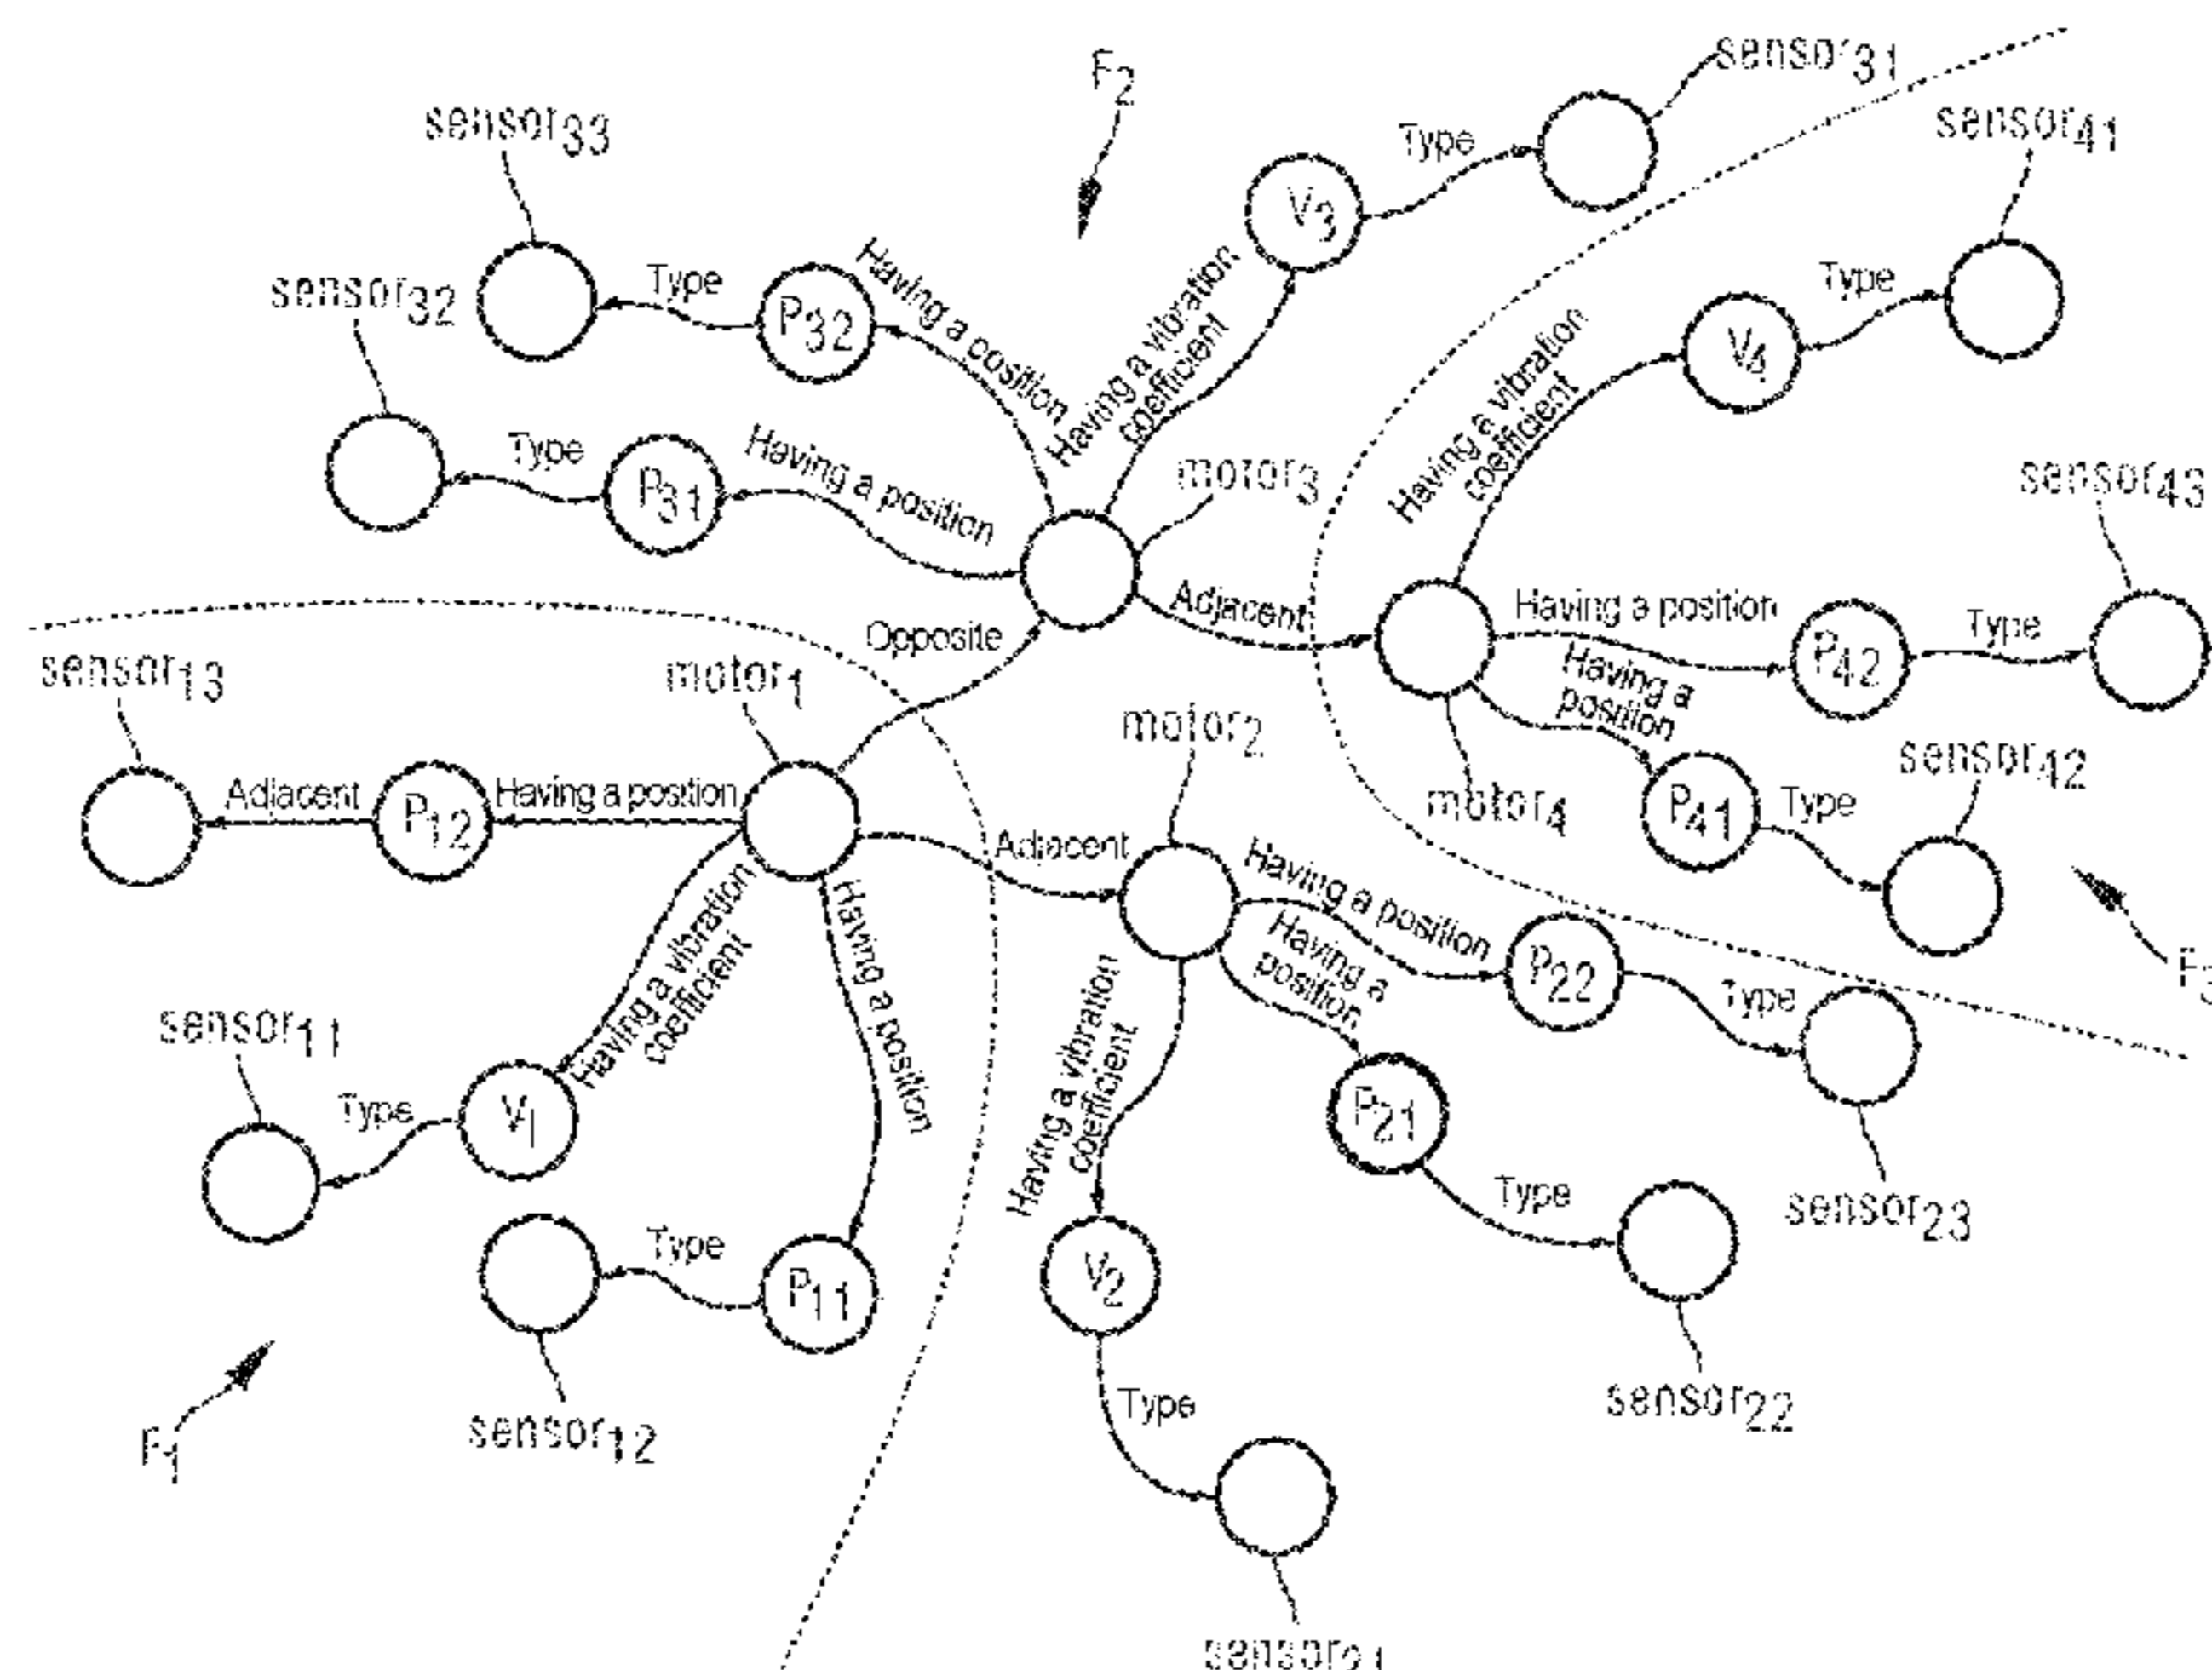 F2
sensor31
sensor33
Type
sensor41
V3
sensor32
Type
P32
Having a position
Having a vibration
coefficient
Type
V4
Having a vibration
coefficient
Type
P31
Having a position
motor3
sensor43
Adjacent
Having a position
P42
Type
Opposite
sensor13
motor1
Having a
position
motor2
motor4
P41
Type
sensor42
Adjacent
P12
Having a position
Adjacent
Having a position
Having a
position
P22
Type
F3
Having a vibration
coefficient
Having a position
sensor11
Type
V1
Having a vibration
coefficient
P21
Type
sensor23
Type
P11
V2
sensor22
F1
sensor12
Type
sensor21